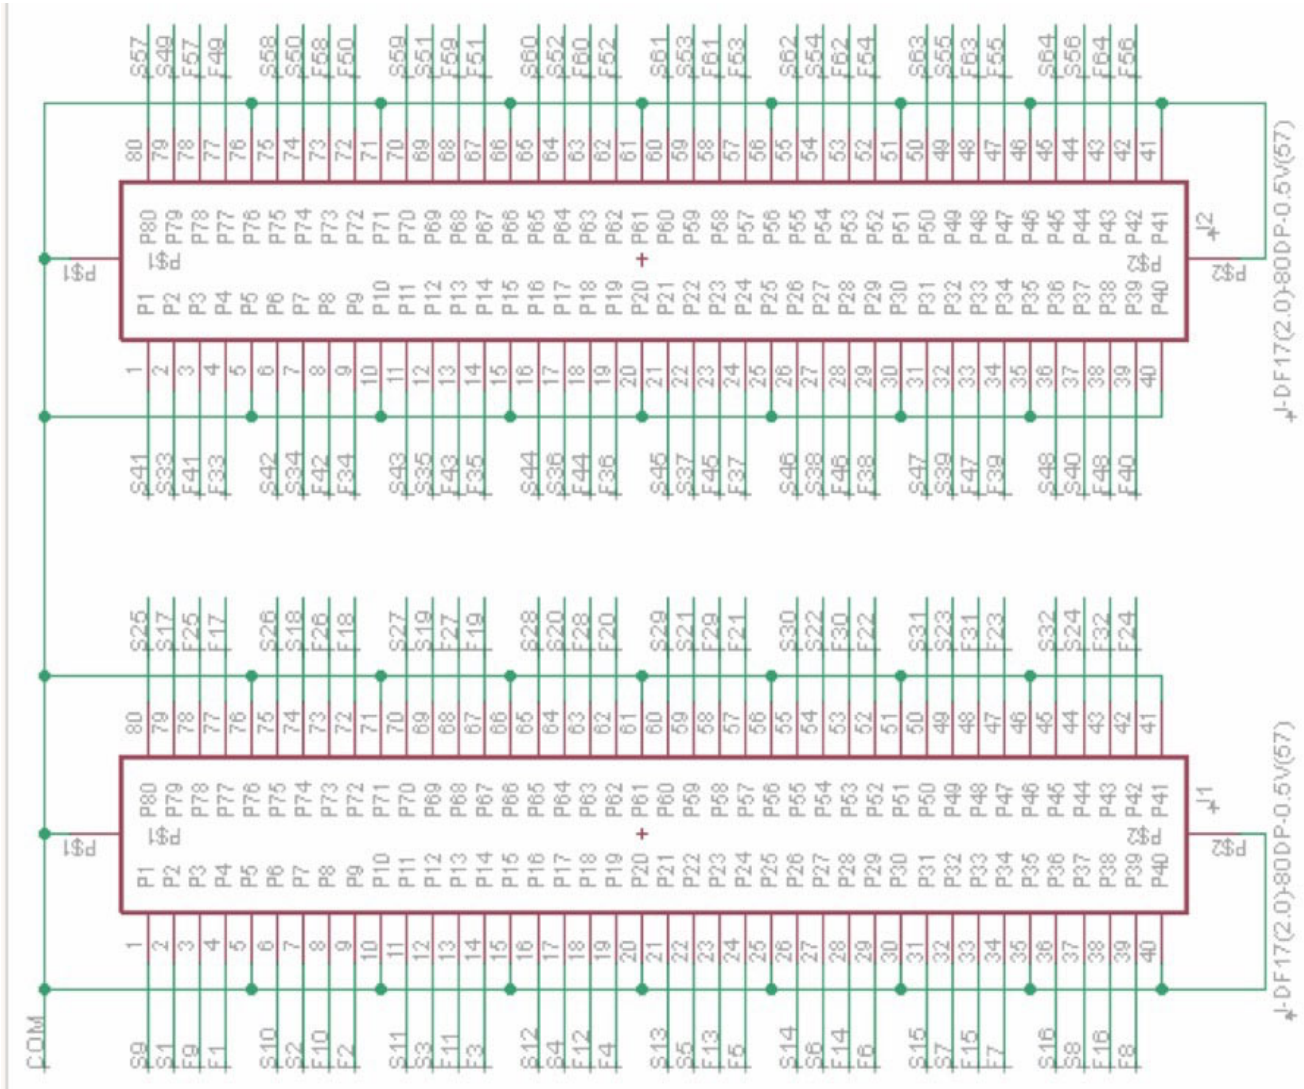 S57 S49 F57 F49 S58 S50 F58 F50 S59 S51 F59 F51 S60 S52 F60 F52 S61 S53 F61 F53 S62 S54 F62 F54 S63 S55 F63 F55 S64 S56 F64 F56
80 79 78 77 76 75 74 73 72 71 70 69 68 67 66 65 64 63 62 61 60 59 58 57 56 55 54 53 52 51 50 49 48 47 46 45 44 43 42 41
P80 P79 P78 P77 P76 P75 P74 P73 P72 P71 P70 P69 P68 P67 P66 P65 P64 P63 P62 P61 P60 P59 P58 P57 P56 P55 P54 P53 P52 P51 P50 P49 P48 P47 P46 P45 P44 P43 P42 P41
J2
P$1 P$1 P$2 P$2
P1 P2 P3 P4 P5 P6 P7 P8 P9 P10 P11 P12 P13 P14 P15 P16 P17 P18 P19 P20 P21 P22 P23 P24 P25 P26 P27 P28 P29 P30 P31 P32 P33 P34 P35 P36 P37 P38 P39 P40
1 2 3 4 5 6 7 8 9 10 11 12 13 14 15 16 17 18 19 20 21 22 23 24 25 26 27 28 29 30 31 32 33 34 35 36 37 38 39 40
J-DF17(2.0)-80DP-0.5V(57)
S41 S33 F41 F33 S42 S34 F42 F34 S43 S35 F43 F35 S44 S36 F44 F36 S45 S37 F45 F37 S46 S38 F46 F38 S47 S39 F47 F39 S48 S40 F48 F40
S25 S17 F25 F17 S26 S18 F26 F18 S27 S19 F27 F19 S28 S20 F28 F20 S29 S21 F29 F21 S30 S22 F30 F22 S31 S23 F31 F23 S32 S24 F32 F24
80 79 78 77 76 75 74 73 72 71 70 69 68 67 66 65 64 63 62 61 60 59 58 57 56 55 54 53 52 51 50 49 48 47 46 45 44 43 42 41
P80 P79 P78 P77 P76 P75 P74 P73 P72 P71 P70 P69 P68 P67 P66 P65 P64 P63 P62 P61 P60 P59 P58 P57 P56 P55 P54 P53 P52 P51 P50 P49 P48 P47 P46 P45 P44 P43 P42 P41
J1
P$1 P$1 P$2 P$2
P1 P2 P3 P4 P5 P6 P7 P8 P9 P10 P11 P12 P13 P14 P15 P16 P17 P18 P19 P20 P21 P22 P23 P24 P25 P26 P27 P28 P29 P30 P31 P32 P33 P34 P35 P36 P37 P38 P39 P40
1 2 3 4 5 6 7 8 9 10 11 12 13 14 15 16 17 18 19 20 21 22 23 24 25 26 27 28 29 30 31 32 33 34 35 36 37 38 39 40
J-DF17(2.0)-80DP-0.5V(57)
COM S9 S1 F9 F1 S10 S2 F10 F2 S11 S3 F11 F3 S12 S4 F12 F4 S13 S5 F13 F5 S14 S6 F14 F6 S15 S7 F15 F7 S16 S8 F16 F8